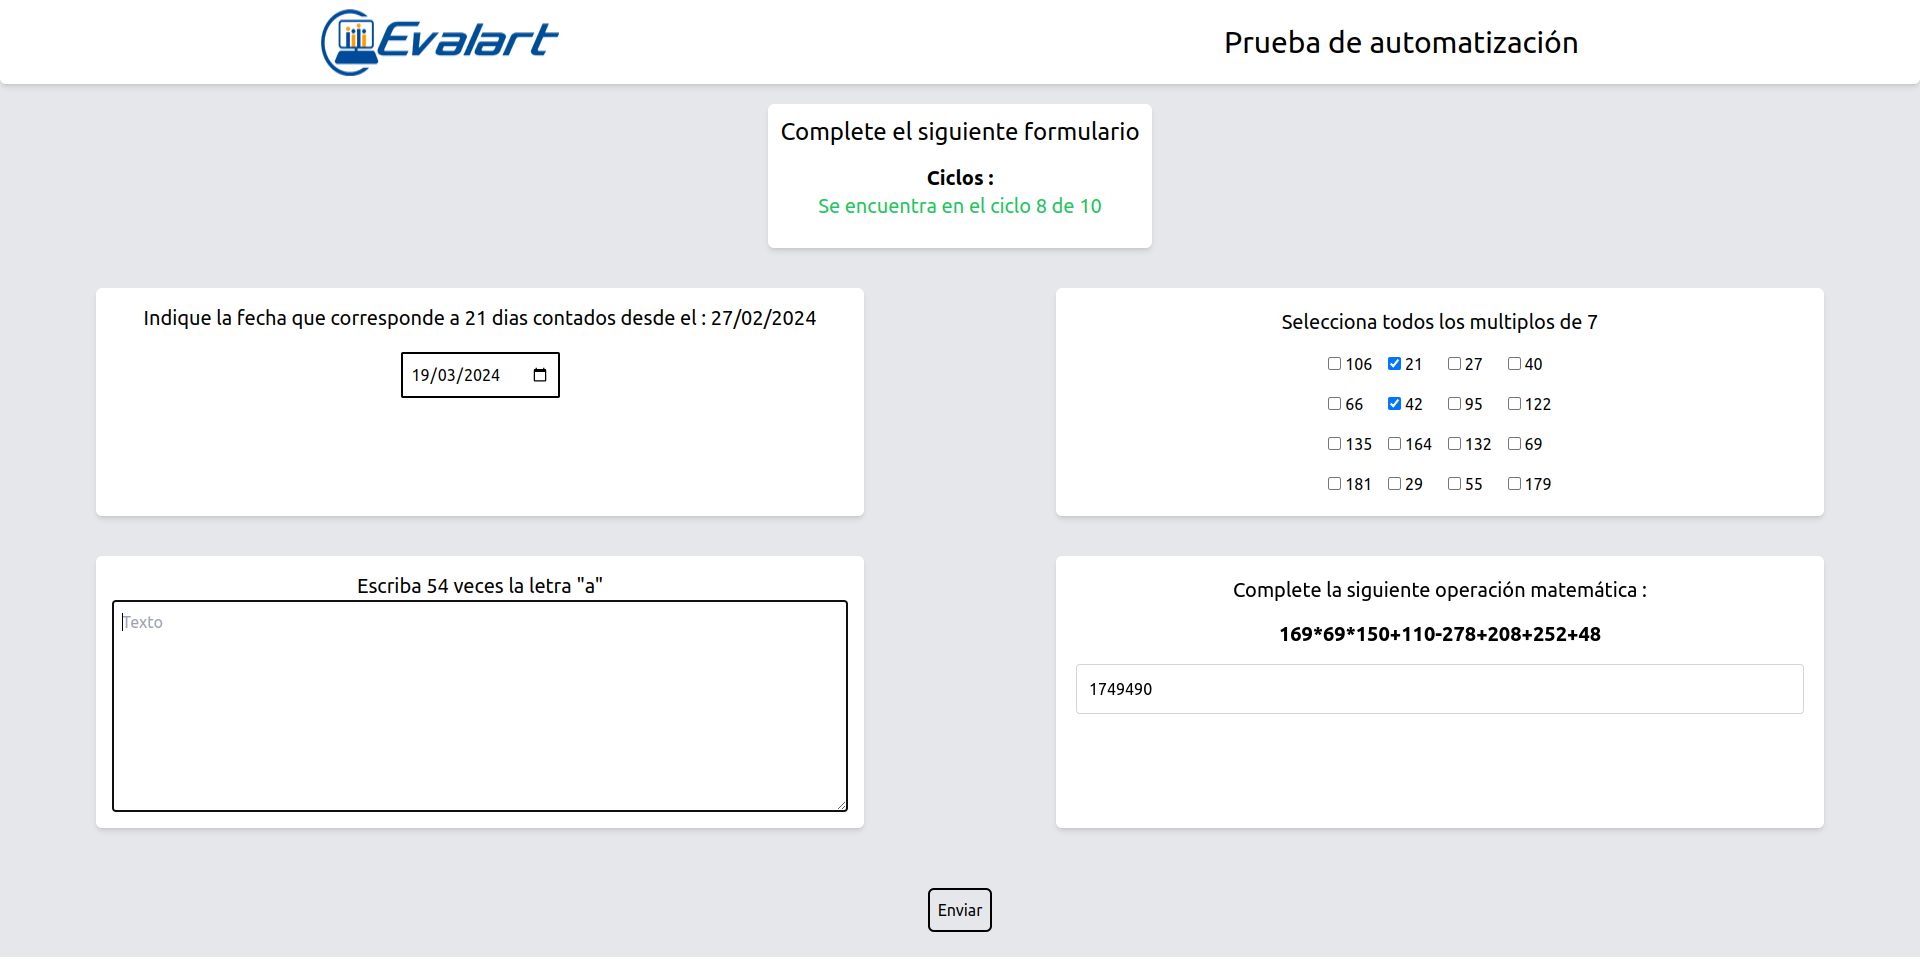 Evalart
Prueba de automatización
Complete el siguiente formulario
Ciclos :
Se encuentra en el ciclo 8 de 10
Indique la fecha que corresponde a 21 dias contados desde el : 27/02/2024
19/03/2024
Selecciona todos los multiplos de 7
106 21 27 40
66 42 95 122
135 164 132 69
181 29 55 179
Escriba 54 veces la letra "a"
Texto
Complete la siguiente operación matemática :
169*69*150+110-278+208+252+48
1749490
Enviar